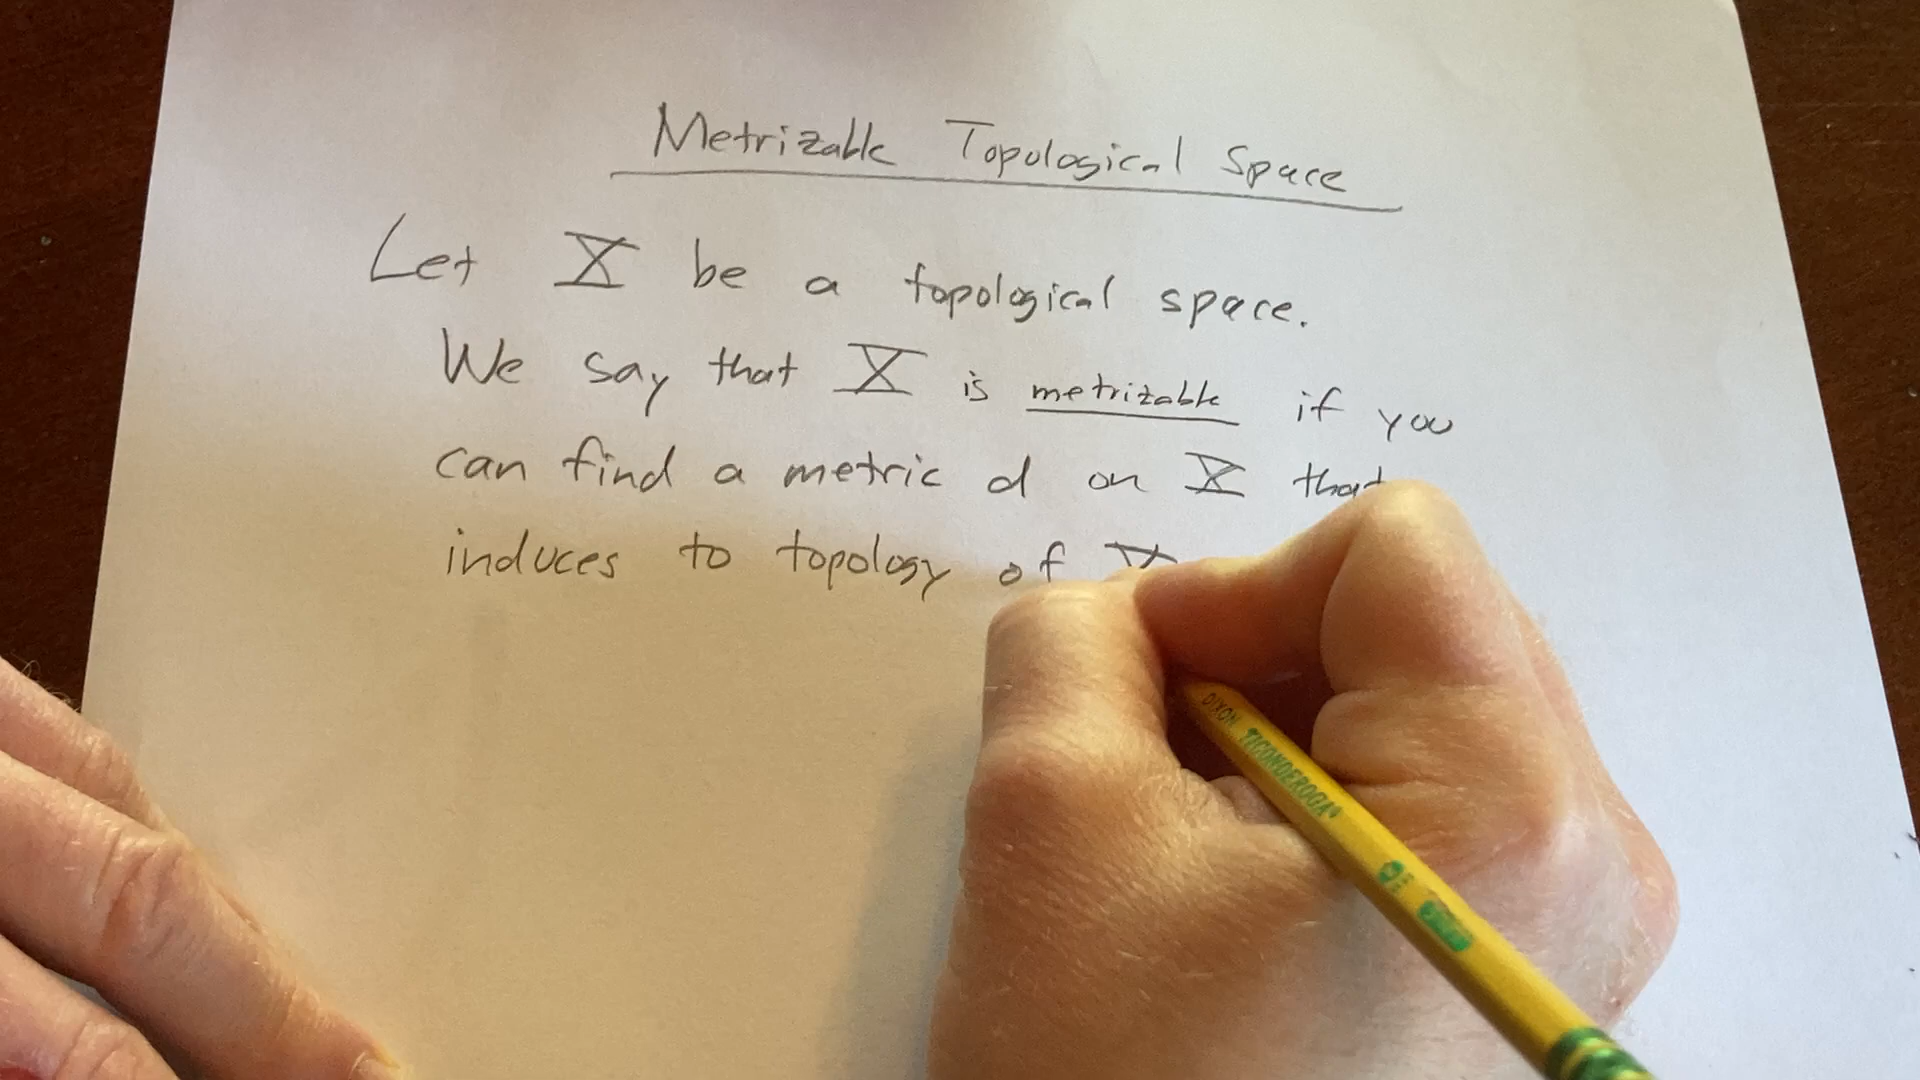 Metrizable Topological Space
Let X be a topological space.
We say that X is metrizable if you
can find a metric d on X that
induces to topology of X
DIXON TICONDEROGA